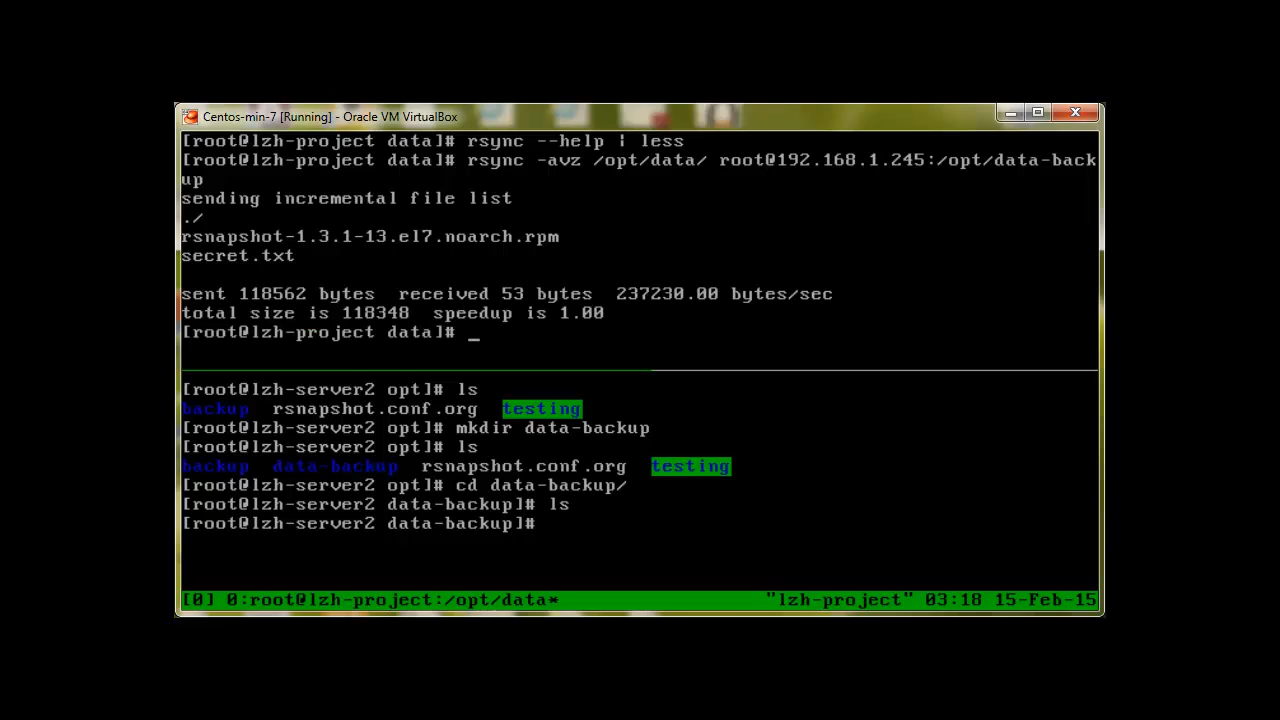 Centos-min-7 [Running] - Oracle VM VirtualBox
[root@lzh-project data]# rsync --help | less
[root@lzh-project data]# rsync -avz /opt/data/ root@192.168.1.245:/opt/data-back
up
sending incremental file list
./
rsnapshot-1.3.1-13.el7.noarch.rpm
secret.txt
sent 118562 bytes  received 53 bytes  237230.00 bytes/sec
total size is 118348  speedup is 1.00
[root@lzh-project data]# _
[root@lzh-server2 opt]# ls
backup  rsnapshot.conf.org  testing
[root@lzh-server2 opt]# mkdir data-backup
[root@lzh-server2 opt]# ls
backup  data-backup  rsnapshot.conf.org  testing
[root@lzh-server2 opt]# cd data-backup/
[root@lzh-server2 data-backup]# ls
[root@lzh-server2 data-backup]#
[0] 0:root@lzh-project:/opt/data* "lzh-project" 03:18 15-Feb-15